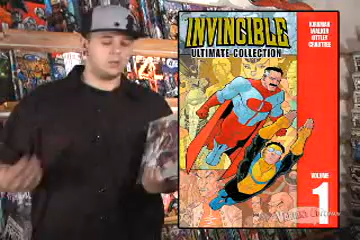 INVINCIBLE
ULTIMATE COLLECTION
KIRKMAN
WALKER
OTTLEY
CRABTREE
VOLUME
1